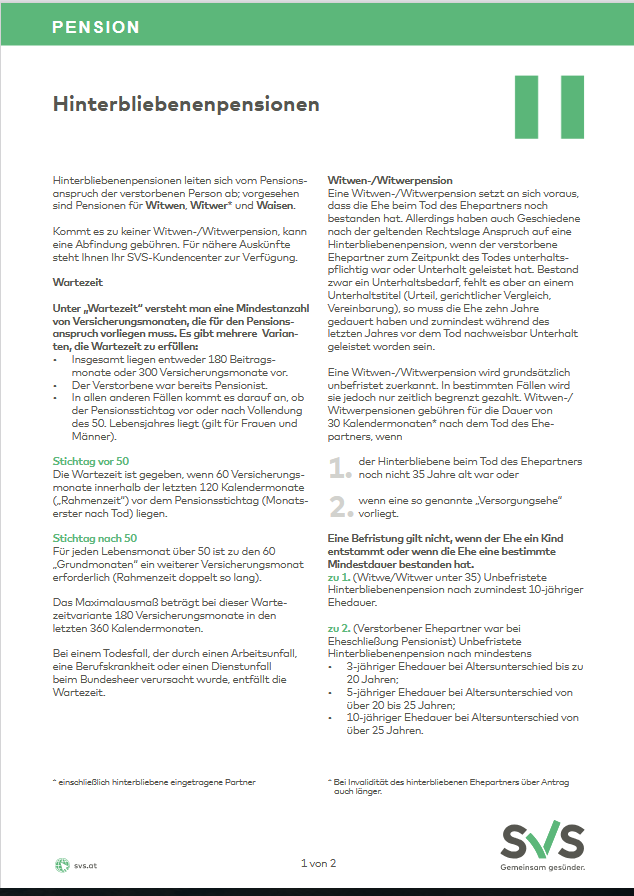 PENSION
Hinterbliebenenpensionen
Hinterbliebenenpensionen leiten sich vom Pensions-
anspruch der verstorbenen Person ab; vorgesehen
sind Pensionen für Witwen, Witwer* und Waisen.
Kommt es zu keiner Witwen-/Witwerpension, kann
eine Abfindung gebühren. Für nähere Auskünfte
steht Ihnen Ihr SVS-Kundencenter zur Verfügung.
Wartezeit
Unter „Wartezeit“ versteht man eine Mindestanzahl
von Versicherungsmonaten, die für den Pensions-
anspruch vorliegen muss. Es gibt mehrere Varian-
ten, die Wartezeit zu erfüllen:
• Insgesamt liegen entweder 180 Beitrags-
monate oder 300 Versicherungsmonate vor.
• Der Verstorbene war bereits Pensionist.
• In allen anderen Fällen kommt es darauf an, ob
der Pensionsstichtag vor oder nach Vollendung
des 50. Lebensjahres liegt (gilt für Frauen und
Männer).
Stichtag vor 50
Die Wartezeit ist gegeben, wenn 60 Versicherungs-
monate innerhalb der letzten 120 Kalendermonate
(„Rahmenzeit“) vor dem Pensionsstichtag (Monats-
erster nach Tod) liegen.
Stichtag nach 50
Für jeden Lebensmonat über 50 ist zu den 60
„Grundmonaten“ ein weiterer Versicherungsmonat
erforderlich (Rahmenzeit doppelt so lang).
Das Maximalausmaß beträgt bei dieser Warte-
zeitvariante 180 Versicherungsmonate in den
letzten 360 Kalendermonaten.
Bei einem Todesfall, der durch einen Arbeitsunfall,
eine Berufskrankheit oder einen Dienstunfall
beim Bundesheer verursacht wurde, entfällt die
Wartezeit.
* einschließlich hinterbliebene eingetragene Partner
Witwen-/Witwerpension
Eine Witwen-/Witwerpension setzt an sich voraus,
dass die Ehe beim Tod des Ehepartners noch
bestanden hat. Allerdings haben auch Geschiedene
nach der geltenden Rechtslage Anspruch auf eine
Hinterbliebenenpension, wenn der verstorbene
Ehepartner zum Zeitpunkt des Todes unterhalts-
pflichtig war oder Unterhalt geleistet hat. Bestand
zwar ein Unterhaltsbedarf, fehlt es aber an einem
Unterhaltstitel (Urteil, gerichtlicher Vergleich,
Vereinbarung), so muss die Ehe zehn Jahre
gedauert haben und zumindest während des
letzten Jahres vor dem Tod nachweisbar Unterhalt
geleistet worden sein.
Eine Witwen-/Witwerpension wird grundsätzlich
unbefristet zuerkannt. In bestimmten Fällen wird
sie jedoch nur zeitlich begrenzt gezahlt. Witwen-/
Witwerpensionen gebühren für die Dauer von
30 Kalendermonaten* nach dem Tod des Ehe-
partners, wenn
1. der Hinterbliebene beim Tod des Ehepartners
noch nicht 35 Jahre alt war oder
2. wenn eine so genannte „Versorgungsehe“
vorliegt.
Eine Befristung gilt nicht, wenn der Ehe ein Kind
entstammt oder wenn die Ehe eine bestimmte
Mindestdauer bestanden hat.
zu 1. (Witwe/Witwer unter 35) Unbefristete
Hinterbliebenenpension nach zumindest 10-jähriger
Ehedauer.
zu 2. (Verstorbener Ehepartner war bei
Eheschließung Pensionist) Unbefristete
Hinterbliebenenpension nach mindestens
• 3-jähriger Ehedauer bei Altersunterschied bis zu
20 Jahren;
• 5-jähriger Ehedauer bei Altersunterschied von
über 20 bis 25 Jahren;
• 10-jähriger Ehedauer bei Altersunterschied von
über 25 Jahren.
* Bei Invalidität des hinterbliebenen Ehepartners über Antrag
auch länger.
svs.at
1 von 2
SVS
Gemeinsam gesünder.